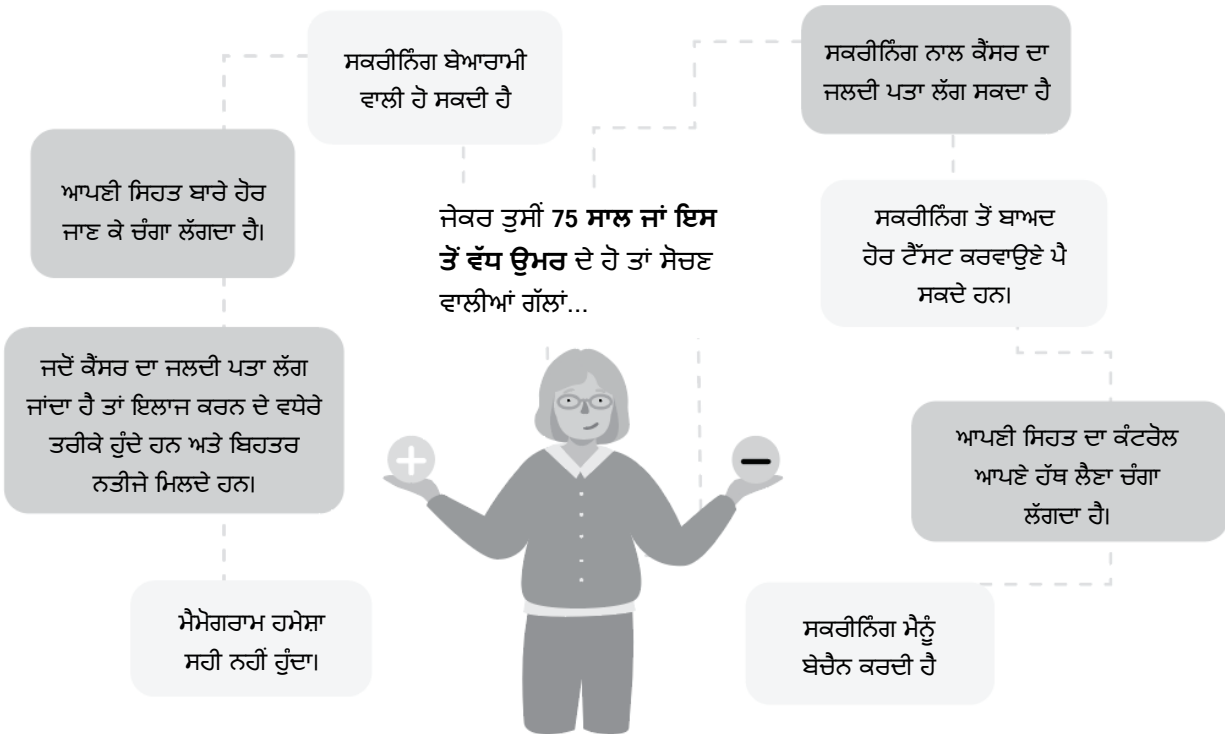 ਸਕਰੀਨਿੰਗ ਬੇਆਰਾਮੀ
ਵਾਲੀ ਹੋ ਸਕਦੀ ਹੈ
ਸਕਰੀਨਿੰਗ ਨਾਲ ਕੈਂਸਰ ਦਾ
ਜਲਦੀ ਪਤਾ ਲੱਗ ਸਕਦਾ ਹੈ
ਆਪਣੀ ਸਿਹਤ ਬਾਰੇ ਹੋਰ
ਜਾਣ ਕੇ ਚੰਗਾ ਲੱਗਦਾ ਹੈ।
ਜੇਕਰ ਤੁਸੀਂ 75 ਸਾਲ ਜਾਂ ਇਸ
ਤੋਂ ਵੱਧ ਉਮਰ ਦੇ ਹੋ ਤਾਂ ਸੋਚਣ
ਵਾਲੀਆਂ ਗੱਲਾਂ...
ਸਕਰੀਨਿੰਗ ਤੋਂ ਬਾਅਦ
ਹੋਰ ਟੈੱਸਟ ਕਰਵਾਉਣੇ ਪੈ
ਸਕਦੇ ਹਨ।
ਜਦੋਂ ਕੈਂਸਰ ਦਾ ਜਲਦੀ ਪਤਾ ਲੱਗ
ਜਾਂਦਾ ਹੈ ਤਾਂ ਇਲਾਜ ਕਰਨ ਦੇ ਵਧੇਰੇ
ਤਰੀਕੇ ਹੁੰਦੇ ਹਨ ਅਤੇ ਬਿਹਤਰ
ਨਤੀਜੇ ਮਿਲਦੇ ਹਨ।
ਆਪਣੀ ਸਿਹਤ ਦਾ ਕੰਟਰੋਲ
ਆਪਣੇ ਹੱਥ ਲੈਣਾ ਚੰਗਾ
ਲੱਗਦਾ ਹੈ।
ਮੈਮੋਗਰਾਮ ਹਮੇਸ਼ਾ
ਸਹੀ ਨਹੀਂ ਹੁੰਦਾ।
ਸਕਰੀਨਿੰਗ ਮੈਨੂੰ
ਬੇਚੈਨ ਕਰਦੀ ਹੈ